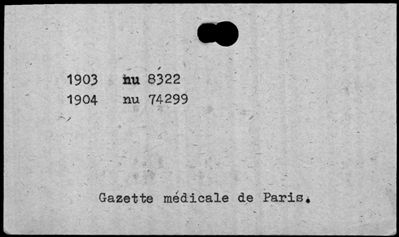 1903 nu 8322
1904 nu 74299
Gazette médicale de Paris.